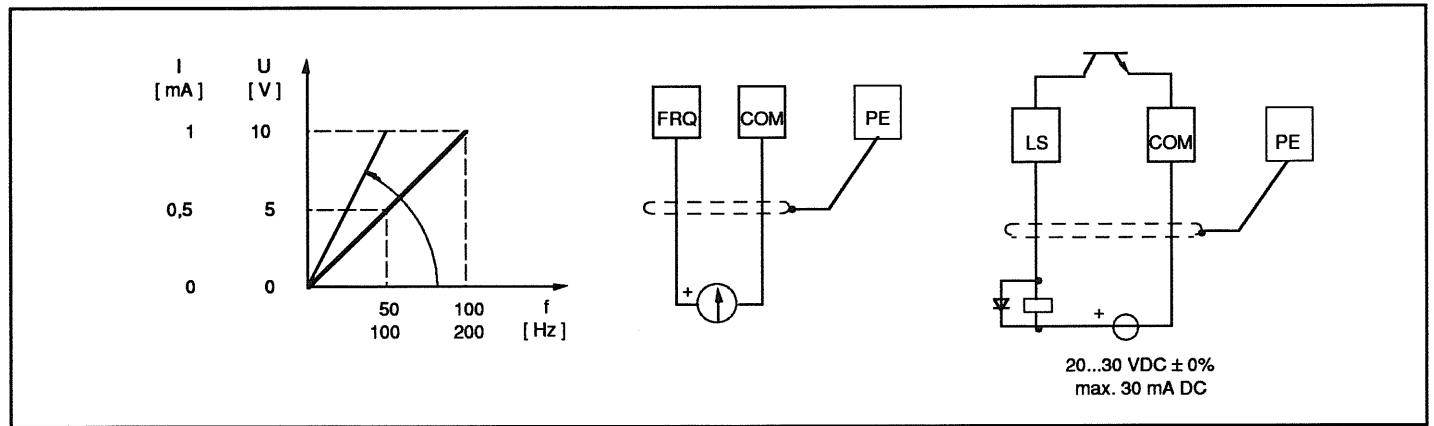 I U
[ mA ] [ V ]
1 10
0,5 5
0 0
50 100 f
100 200 [ Hz ]
FRQ COM PE
+
LS COM PE
+
20...30 VDC ± 0%
max. 30 mA DC